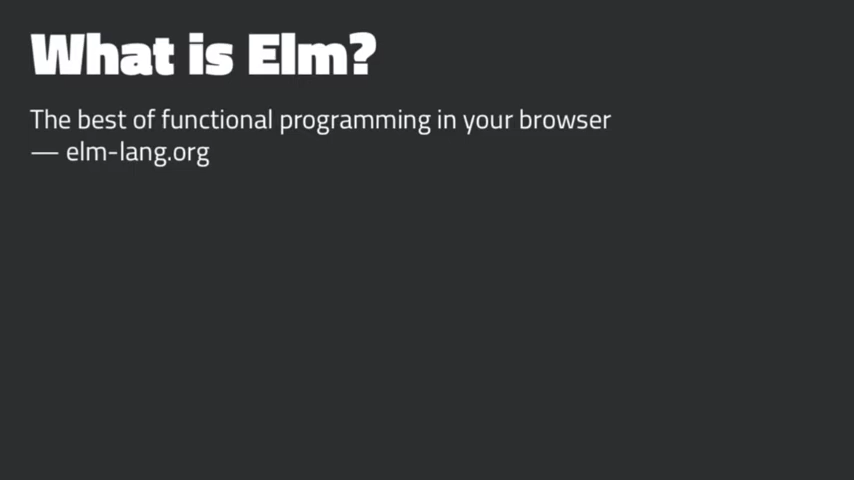 What is Elm?
The best of functional programming in your browser
— elm-lang.org